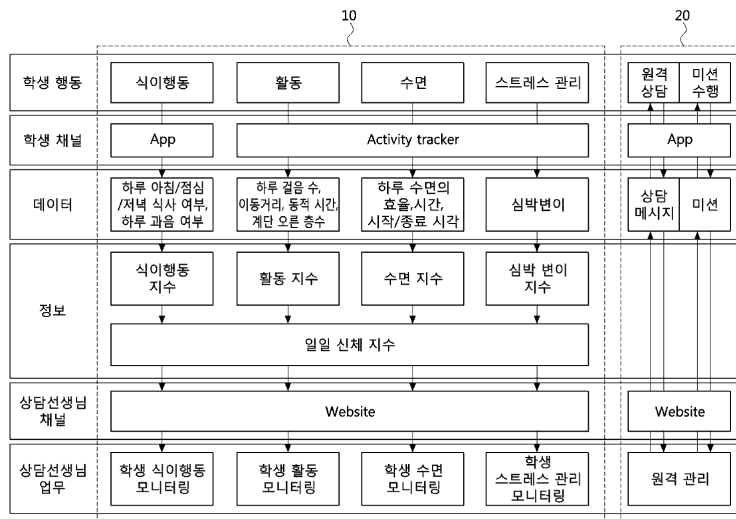 10
20
학생 행동
식이행동
활동
수면
스트레스 관리
원격
상담
미션
수행
학생 채널
App
Activity tracker
App
데이터
하루 아침/점심
/저녁 식사 여부,
하루 과음 여부
하루 걸음 수,
이동거리, 동적 시간,
계단 오른 층수
하루 수면의
효율,시간,
시작/종료 시각
심박변이
상담
메시지
미션
정보
식이행동
지수
활동 지수
수면 지수
심박 변이
지수
일일 신체 지수
상담선생님
채널
Website
Website
상담선생님
업무
학생 식이행동
모니터링
학생 활동
모니터링
학생 수면
모니터링
학생
스트레스 관리
모니터링
원격 관리